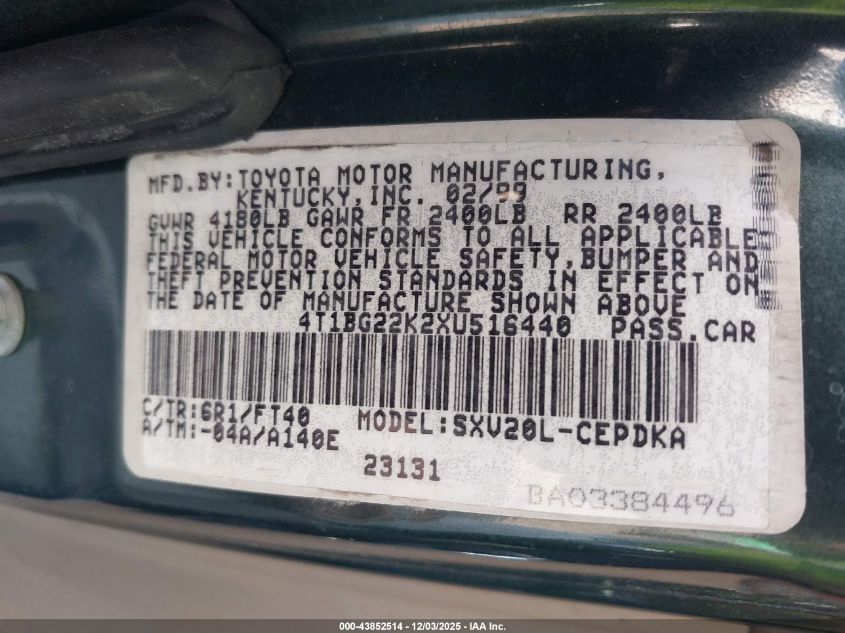 MFD.BY:TOYOTA MOTOR MANUFACTURING,
KENTUCKY,INC. 02/99
GVWR 4180LB GAWR FR 2400LB RR 2400LB
THIS VEHICLE CONFORMS TO ALL APPLICABLE
FEDERAL MOTOR VEHICLE SAFETY,BUMPER AND
THEFT PREVENTION STANDARDS IN EFFECT ON
THE DATE OF MANUFACTURE SHOWN ABOVE
4T1BG22K2XU516440 PASS.CAR
C/TR:6R1/FT40 MODEL:SXV20L-CEPDKA
A/TM:-04A/A140E
23131
BA03384496
000-43852514 - 12/03/2025 - IAA Inc.